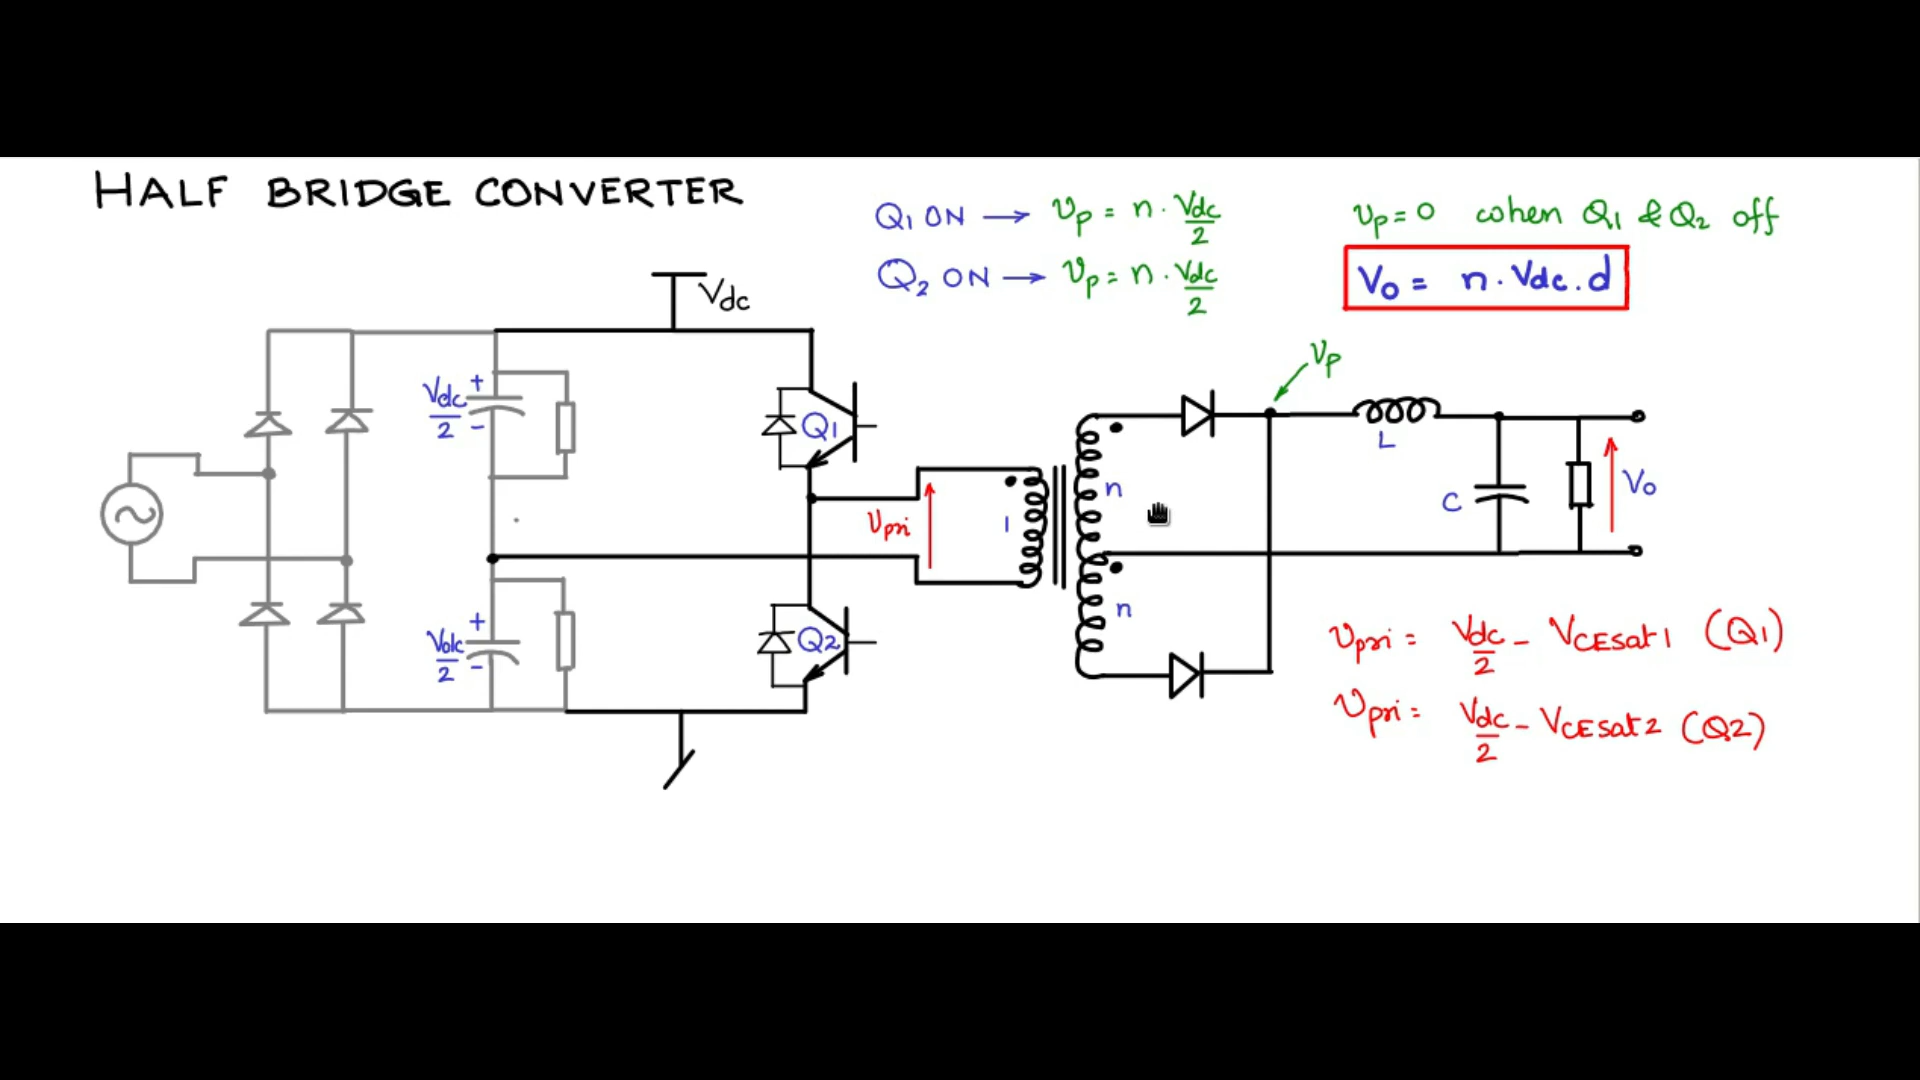 HALF BRIDGE CONVERTER
Q1 ON → Vp = n · Vdc/2
Q2 ON → Vp = n · Vdc/2
Vp = 0 when Q1 & Q2 off
Vo = n · Vdc · d
Vdc
Vdc/2 + -
Vdc/2 + -
Q1
Q2
Vpri
1
n
n
Vp
L
C
Vo
Vpri = Vdc/2 - VCEsat1 (Q1)
Vpri = Vdc/2 - VCEsat2 (Q2)